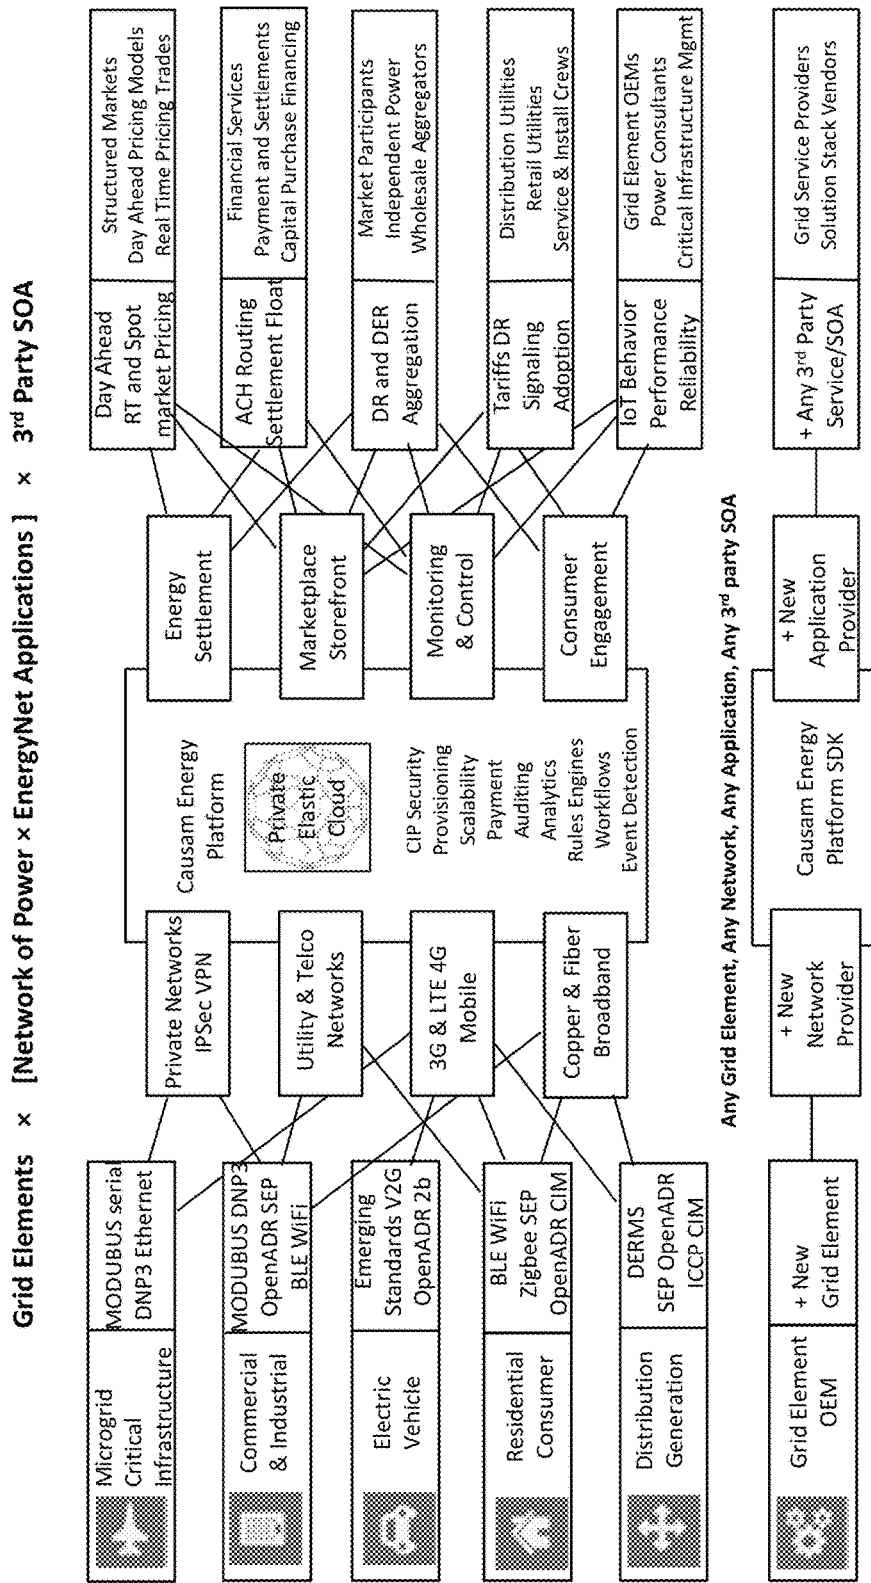 Grid Elements × [Network of Power × EnergyNet Applications ] × 3rd Party SOA
Microgrid
Critical
Infrastructure
MODUBUS serial
DNP3 Ethernet
Commercial
& Industrial
MODUBUS DNP3
OpenADR SEP
BLE WiFi
Electric
Vehicle
Emerging
Standards V2G
OpenADR 2b
Residential
Consumer
BLE WiFi
Zigbee SEP
OpenADR CIM
Distribution
Generation
DERMS
SEP OpenADR
ICCP CIM
Private Networks
IPSec VPN
Utility & Telco
Networks
3G & LTE 4G
Mobile
Copper & Fiber
Broadband
Causam Energy
Platform
Private
Elastic
Cloud
CIP Security
Provisioning
Scalability
Payment
Auditing
Analytics
Rules Engines
Workflows
Event Detection
Energy
Settlement
Marketplace
Storefront
Monitoring
& Control
Consumer
Engagement
Day Ahead
RT and Spot
market Pricing
Structured Markets
Day Ahead Pricing Models
Real Time Pricing Trades
ACH Routing
Settlement Float
Financial Services
Payment and Settlements
Capital Purchase Financing
DR and DER
Aggregation
Market Participants
Independent Power
Wholesale Aggregators
Tariffs DR
Signaling
Adoption
Distribution Utilities
Retail Utilities
Service & Install Crews
IoT Behavior
Performance
Reliability
Grid Element OEMs
Power Consultants
Critical Infrastructure Mgmt
Any Grid Element, Any Network, Any Application, Any 3rd party SOA
Grid Element
OEM
+ New
Grid Element
+ New
Network
Provider
Causam Energy
Platform SDK
+ New
Application
Provider
+ Any 3rd Party
Service/SOA
Grid Service Providers
Solution Stack Vendors